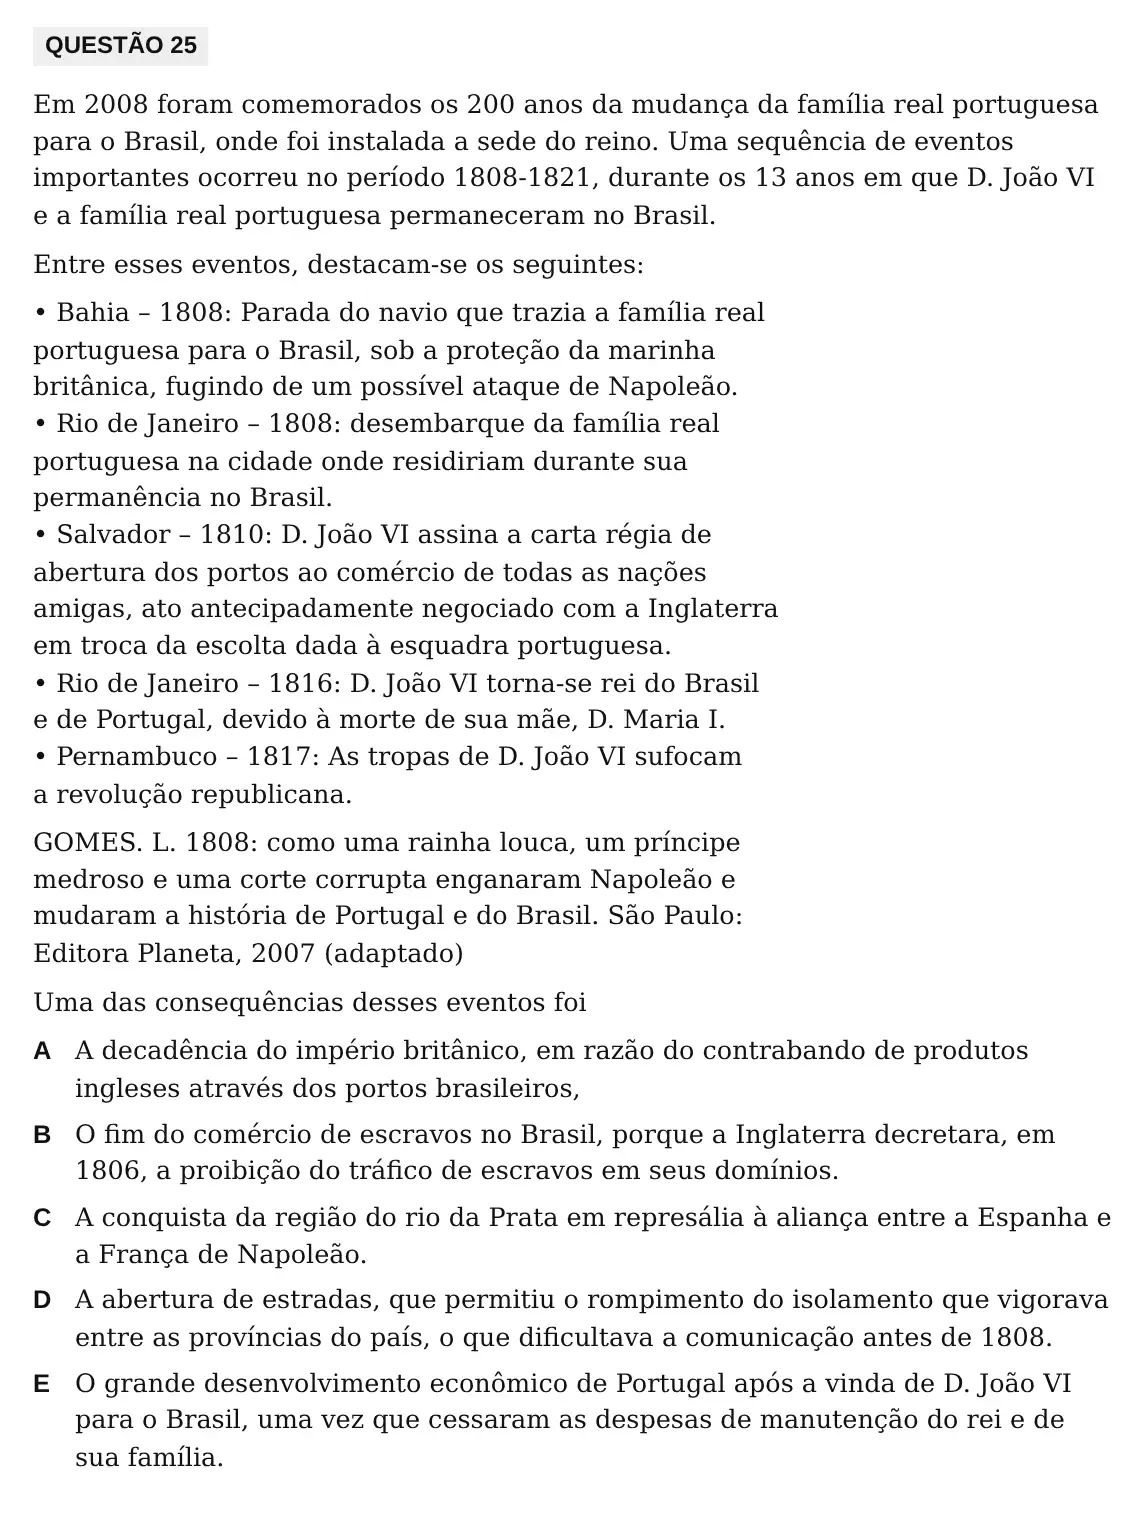 QUESTÃO 25
Em 2008 foram comemorados os 200 anos da mudança da família real portuguesa
para o Brasil, onde foi instalada a sede do reino. Uma sequência de eventos
importantes ocorreu no período 1808-1821, durante os 13 anos em que D. João VI
e a família real portuguesa permaneceram no Brasil.
Entre esses eventos, destacam-se os seguintes:
• Bahia – 1808: Parada do navio que trazia a família real
portuguesa para o Brasil, sob a proteção da marinha
britânica, fugindo de um possível ataque de Napoleão.
• Rio de Janeiro – 1808: desembarque da família real
portuguesa na cidade onde residiriam durante sua
permanência no Brasil.
• Salvador – 1810: D. João VI assina a carta régia de
abertura dos portos ao comércio de todas as nações
amigas, ato antecipadamente negociado com a Inglaterra
em troca da escolta dada à esquadra portuguesa.
• Rio de Janeiro – 1816: D. João VI torna-se rei do Brasil
e de Portugal, devido à morte de sua mãe, D. Maria I.
• Pernambuco – 1817: As tropas de D. João VI sufocam
a revolução republicana.
GOMES. L. 1808: como uma rainha louca, um príncipe
medroso e uma corte corrupta enganaram Napoleão e
mudaram a história de Portugal e do Brasil. São Paulo:
Editora Planeta, 2007 (adaptado)
Uma das consequências desses eventos foi
A A decadência do império britânico, em razão do contrabando de produtos
ingleses através dos portos brasileiros,
B O fim do comércio de escravos no Brasil, porque a Inglaterra decretara, em
1806, a proibição do tráfico de escravos em seus domínios.
C A conquista da região do rio da Prata em represália à aliança entre a Espanha e
a França de Napoleão.
D A abertura de estradas, que permitiu o rompimento do isolamento que vigorava
entre as províncias do país, o que dificultava a comunicação antes de 1808.
E O grande desenvolvimento econômico de Portugal após a vinda de D. João VI
para o Brasil, uma vez que cessaram as despesas de manutenção do rei e de
sua família.